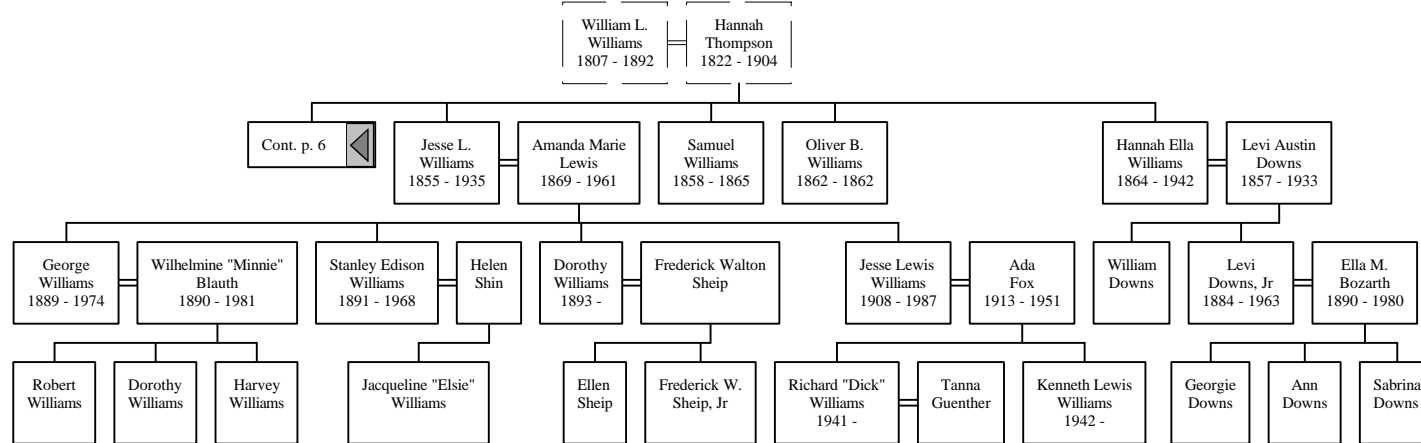 William L.
Williams
1807 - 1892
Hannah
Thompson
1822 - 1904
Cont. p. 6
Jesse L.
Williams
1855 - 1935
Amanda Marie
Lewis
1869 - 1961
Samuel
Williams
1858 - 1865
Oliver B.
Williams
1862 - 1862
Hannah Ella
Williams
1864 - 1942
Levi Austin
Downs
1857 - 1933
George
Williams
1889 - 1974
Wilhelmine "Minnie"
Blauth
1890 - 1981
Stanley Edison
Williams
1891 - 1968
Helen
Shin
Dorothy
Williams
1893 -
Frederick Walton
Sheip
Jesse Lewis
Williams
1908 - 1987
Ada
Fox
1913 - 1951
William
Downs
Levi
Downs, Jr
1884 - 1963
Ella M.
Bozarth
1890 - 1980
Robert
Williams
Dorothy
Williams
Harvey
Williams
Jacqueline "Elsie"
Williams
Ellen
Sheip
Frederick W.
Sheip, Jr
Richard "Dick"
Williams
1941 -
Tanna
Guenther
Kenneth Lewis
Williams
1942 -
Georgie
Downs
Ann
Downs
Sabrina
Downs